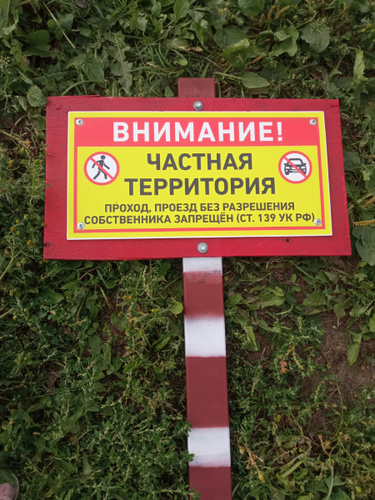 ВНИМАНИЕ!
ЧАСТНАЯ
ТЕРРИТОРИЯ
ПРОХОД, ПРОЕЗД БЕЗ РАЗРЕШЕНИЯ
СОБСТВЕННИКА ЗАПРЕЩЁН (СТ. 139 УК РФ)